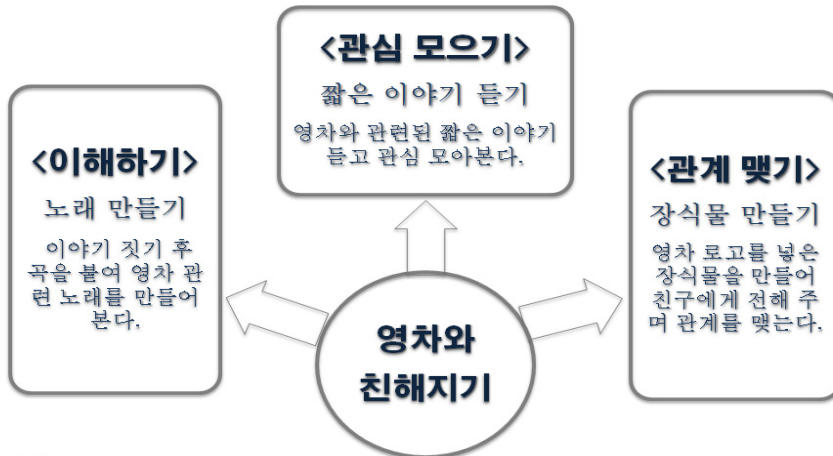 <관심 모으기>
짧은 이야기 듣기
영차와 관련된 짧은 이야기
듣고 관심 모아본다.
<이해하기>
노래 만들기
이야기 짓기 후
곡을 붙여 영차 관
련 노래를 만들어
본다.
<관계 맺기>
장식물 만들기
영차 로고를 넣은
장식물을 만들어
친구에게 전해 주
며 관계를 맺는다.
영차와
친해지기